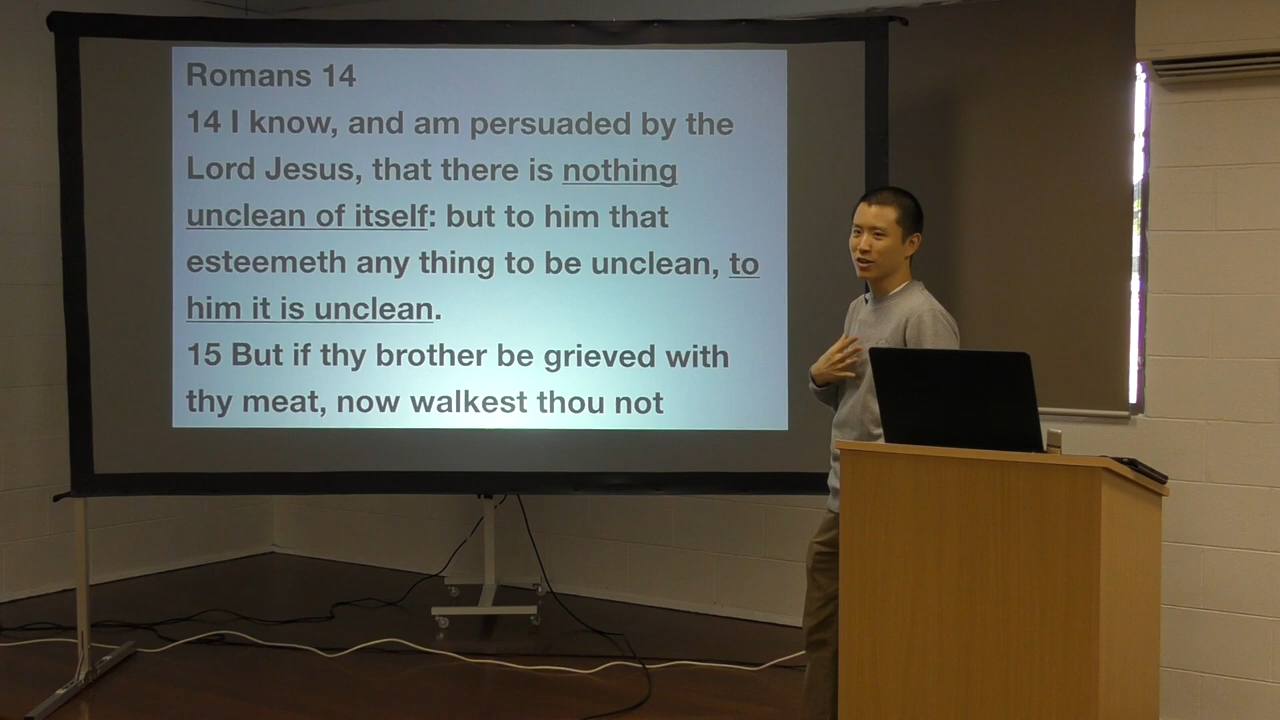 Romans 14
14 I know, and am persuaded by the
Lord Jesus, that there is nothing
unclean of itself: but to him that
esteemeth any thing to be unclean, to
him it is unclean.
15 But if thy brother be grieved with
thy meat, now walkest thou not